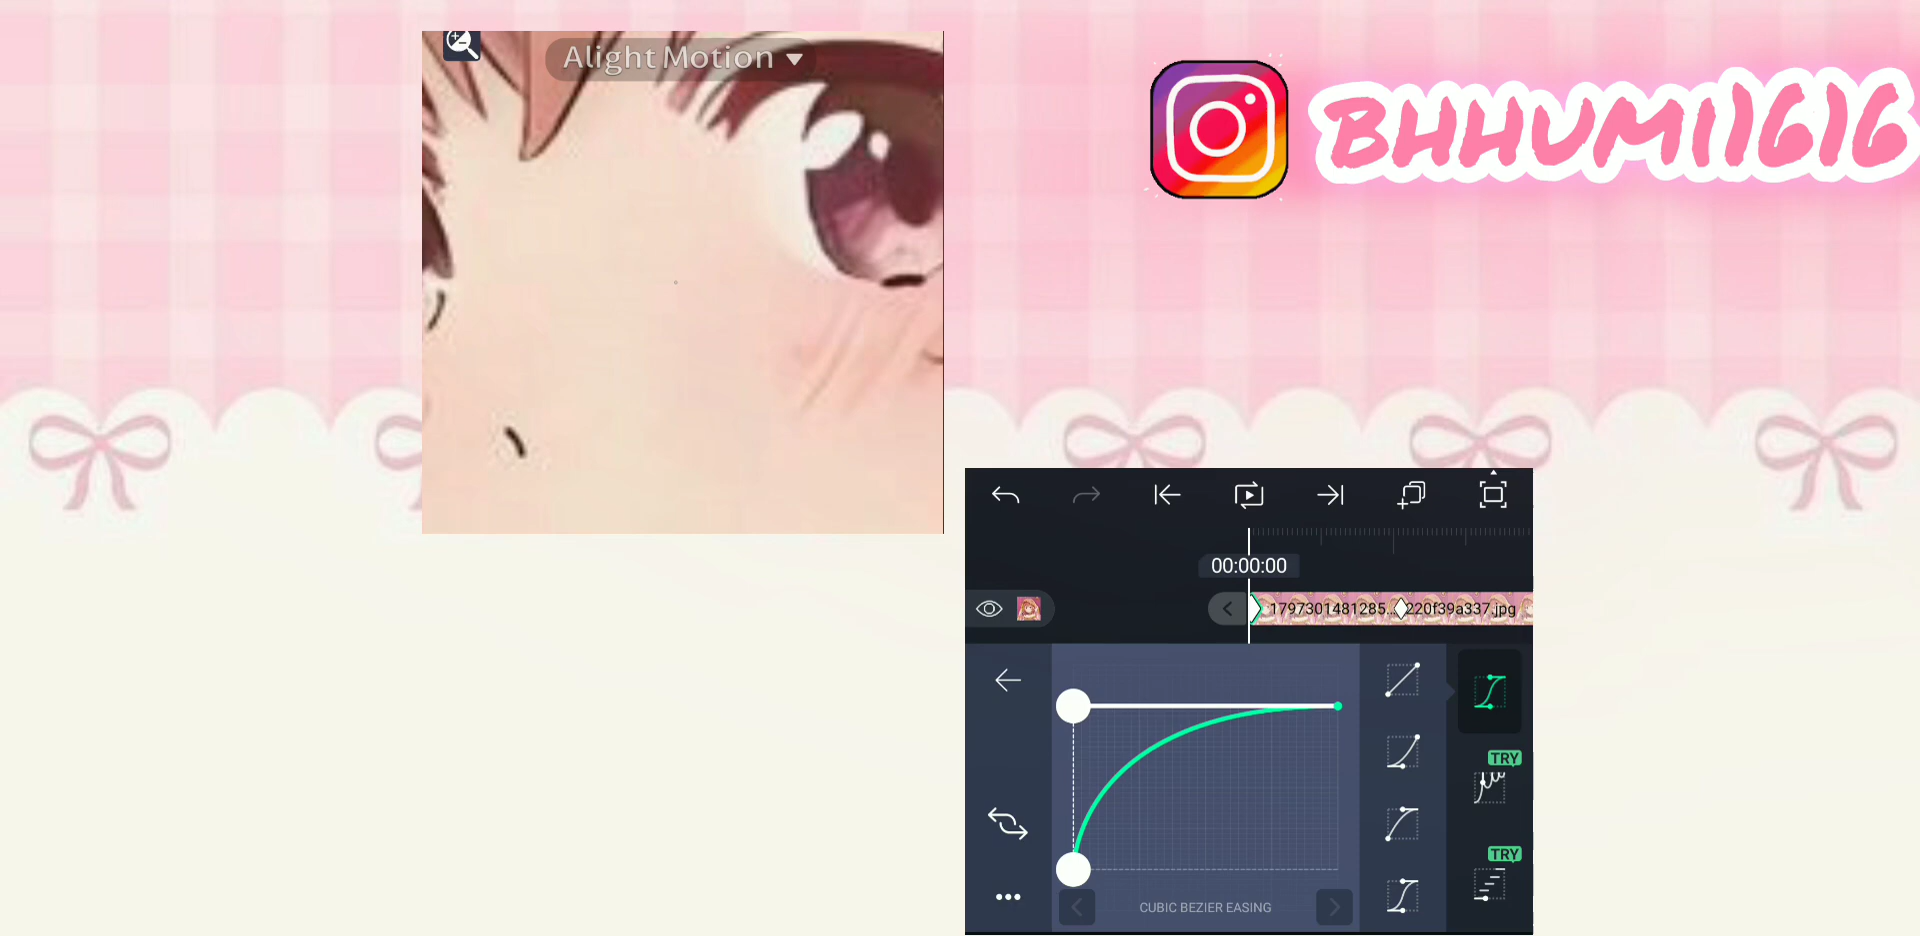 Alight Motion
BHHUMI1616
00:00:00
1797301481285...220f39a337.jpg
TRY
TRY
CUBIC BEZIER EASING